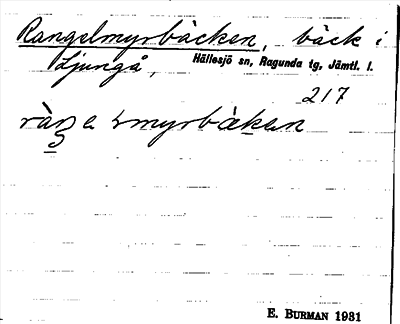 Rangelmyrbäcken, bäck i
Ljungå, Hällesjö sn, Ragunda tg, Jämtl. l.
217
E. BURMAN 1931